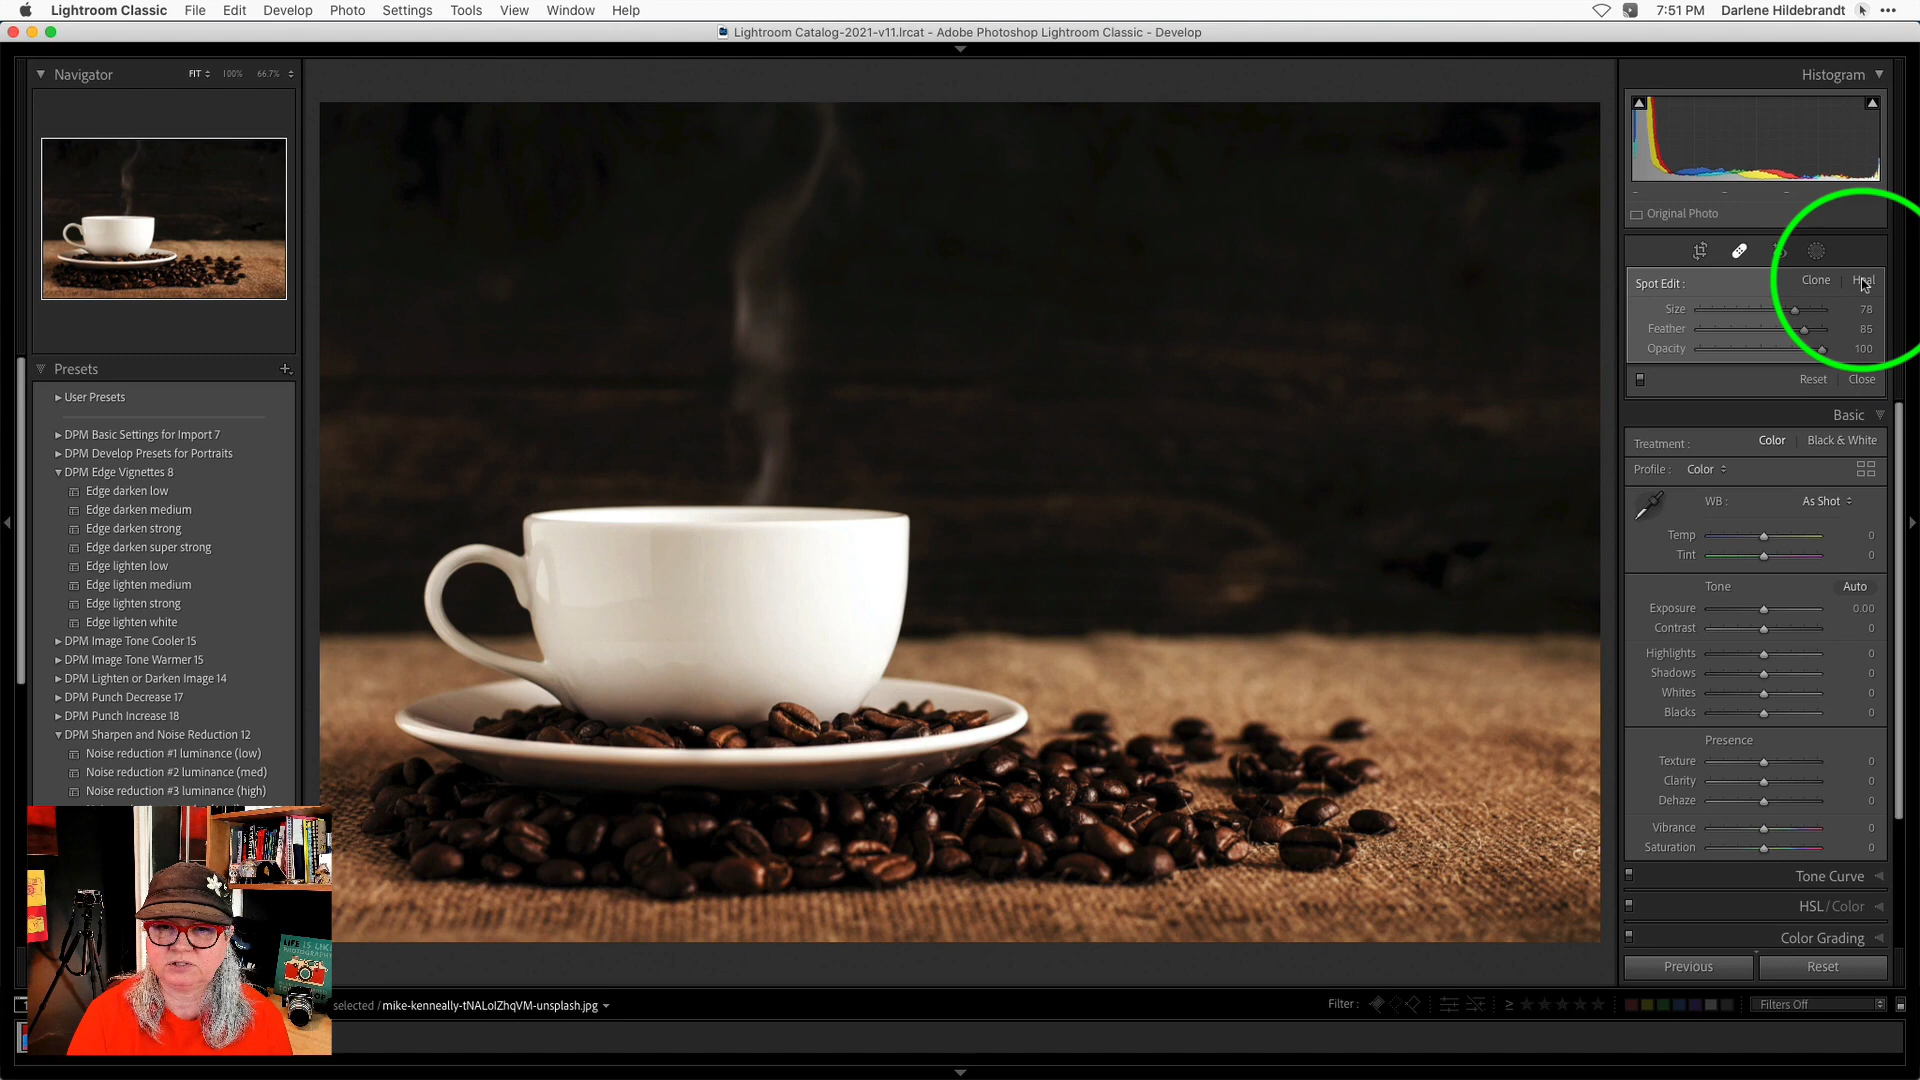 Lightroom Classic File Edit Develop Photo Settings Tools View Window Help 7:51 PM Darlene Hildebrandt
Lightroom Catalog-2021-v11.lrcat - Adobe Photoshop Lightroom Classic - Develop
Navigator FIT 100% 66.7%
Presets
User Presets
DPM Basic Settings for Import 7
DPM Develop Presets for Portraits
DPM Edge Vignettes 8
Edge darken low
Edge darken medium
Edge darken strong
Edge darken super strong
Edge lighten low
Edge lighten medium
Edge lighten strong
Edge lighten white
DPM Image Tone Cooler 15
DPM Image Tone Warmer 15
DPM Lighten or Darken Image 14
DPM Punch Decrease 17
DPM Punch Increase 18
DPM Sharpen and Noise Reduction 12
Noise reduction #1 luminance (low)
Noise reduction #2 luminance (med)
Noise reduction #3 luminance (high)
LIFE IS LIKE
selected / mike-kenneally-tNALoIZhqVM-unsplash.jpg
Filter : ≥ Filters Off
Histogram
Original Photo
Spot Edit : Clone Heal
Size 78
Feather 85
Opacity 100
Reset Close
Basic
Treatment : Color Black & White
Profile : Color
WB : As Shot
Temp 0
Tint 0
Tone Auto
Exposure 0.00
Contrast 0
Highlights 0
Shadows 0
Whites 0
Blacks 0
Presence
Texture 0
Clarity 0
Dehaze 0
Vibrance 0
Saturation 0
Tone Curve
HSL / Color
Color Grading
Previous Reset